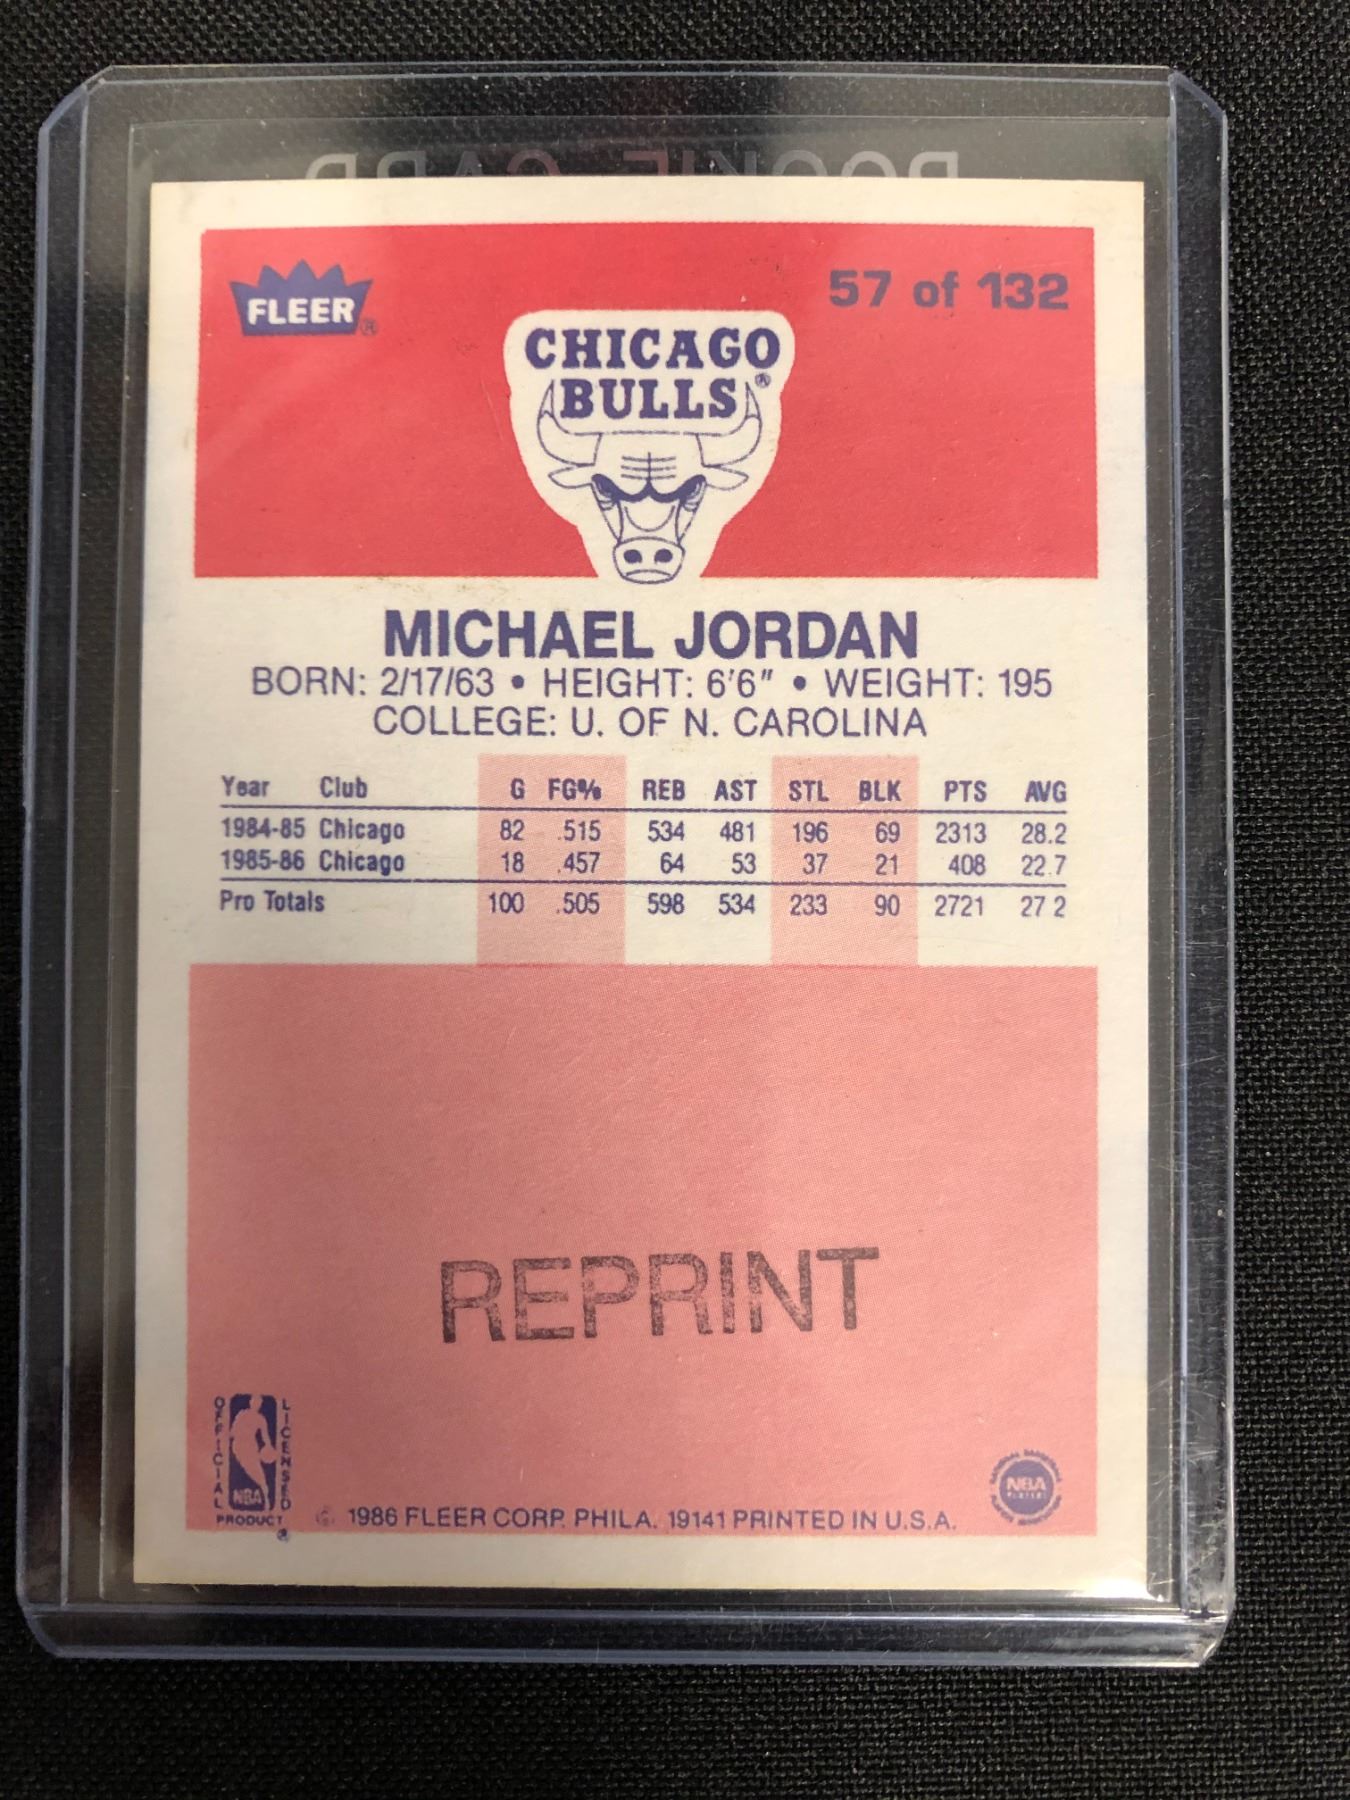 ROOKIE CARD
FLEER®
57 of 132
CHICAGO
BULLS®
MICHAEL JORDAN
BORN: 2/17/63 • HEIGHT: 6'6" • WEIGHT: 195
COLLEGE: U. OF N. CAROLINA
Year Club G FG% REB AST STL BLK PTS AVG
1984-85 Chicago 82 .515 534 481 196 69 2313 28.2
1985-86 Chicago 18 .457 64 53 37 21 408 22.7
Pro Totals 100 .505 598 534 233 90 2721 27 2
REPRINT
OFFICIAL
LICENSED
NBA
PRODUCT®
NBA
© 1986 FLEER CORP. PHILA. 19141 PRINTED IN U.S.A.